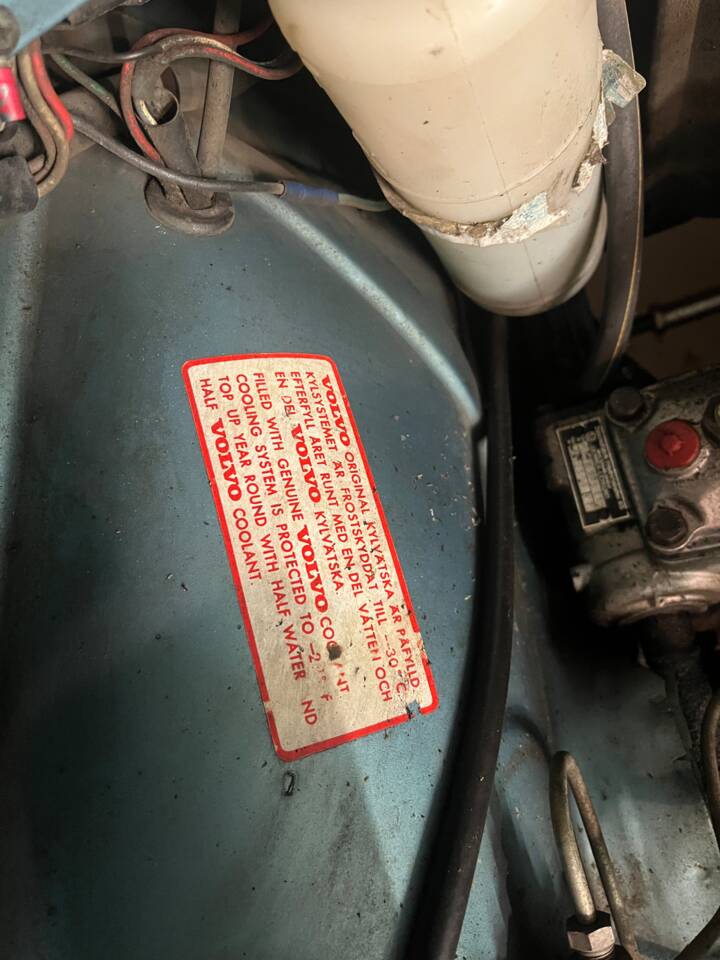 VOLVO ORIGINAL KYLVÄTSKA ÄR PÅFYLLD
KYLSYSTEMET ÄR FROSTSKYDDAT TILL -30°C.
EFTERFYLL ÅRET RUNT MED EN DEL VATTEN OCH
EN DEL VOLVO KYLVÄTSKA.
FILLED WITH GENUINE VOLVO COOLANT
COOLING SYSTEM IS PROTECTED TO F
TOP UP YEAR ROUND WITH HALF WATER ND
HALF VOLVO COOLANT